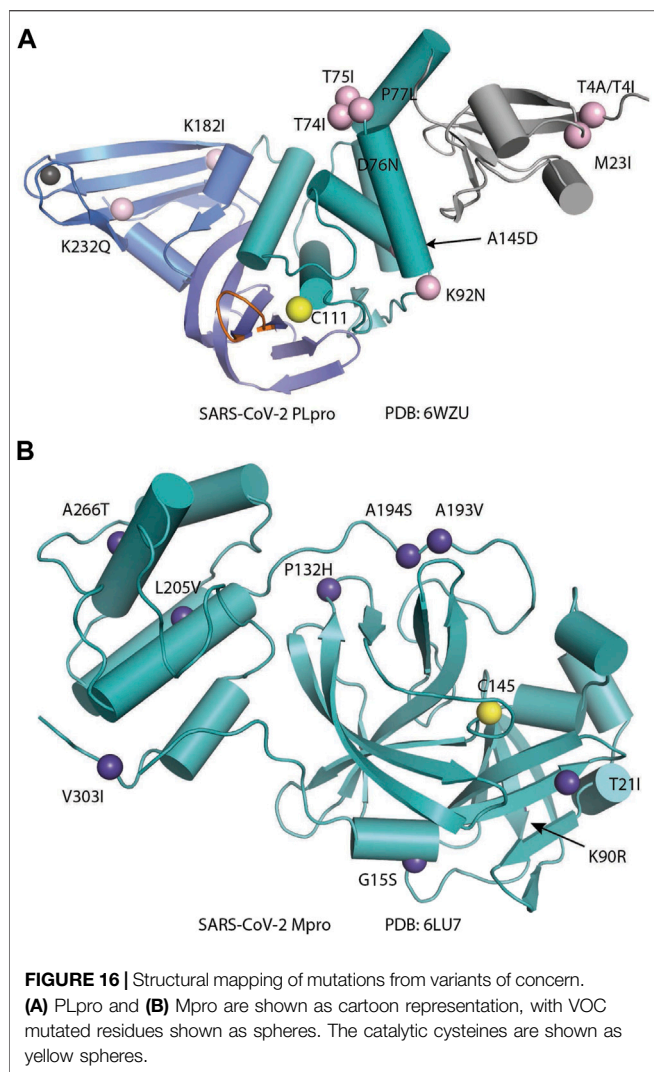 A
T75I
P77L
T4A/T4I
K182I
T74I
D76N
M23I
K232Q
A145D
K92N
C111
SARS-CoV-2 PLpro PDB: 6WZU
B
A266T
A194S A193V
L205V
P132H
C145
V303I
T21I
K90R
G15S
SARS-CoV-2 Mpro PDB: 6LU7
FIGURE 16 | Structural mapping of mutations from variants of concern.
(A) PLpro and (B) Mpro are shown as cartoon representation, with VOC
mutated residues shown as spheres. The catalytic cysteines are shown as
yellow spheres.